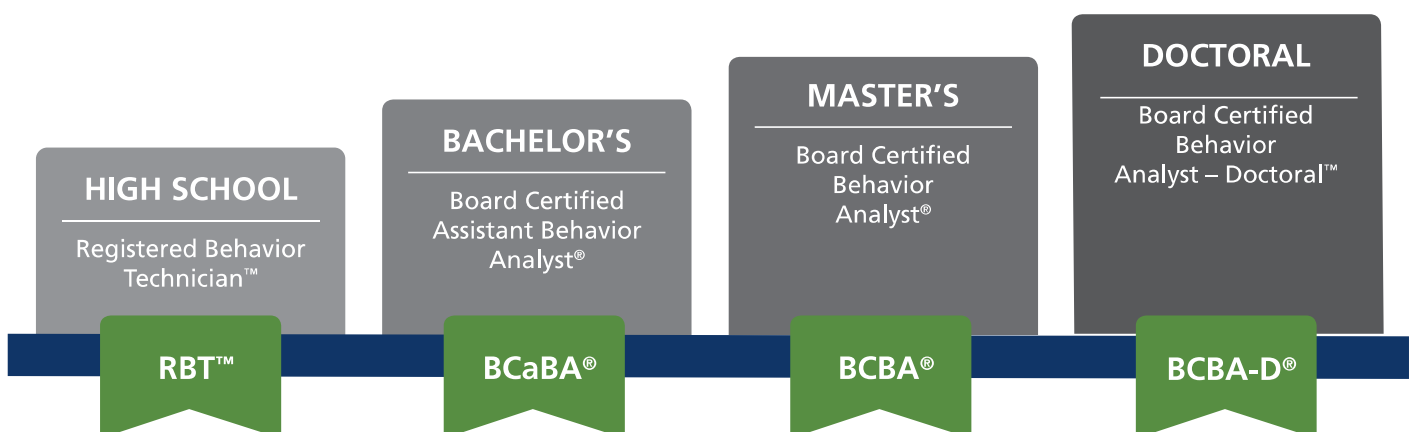 HIGH SCHOOL
Registered Behavior
Technician™
RBT™
BACHELOR'S
Board Certified
Assistant Behavior
Analyst®
BCaBA®
MASTER'S
Board Certified
Behavior
Analyst®
BCBA®
DOCTORAL
Board Certified
Behavior
Analyst – Doctoral™
BCBA-D®